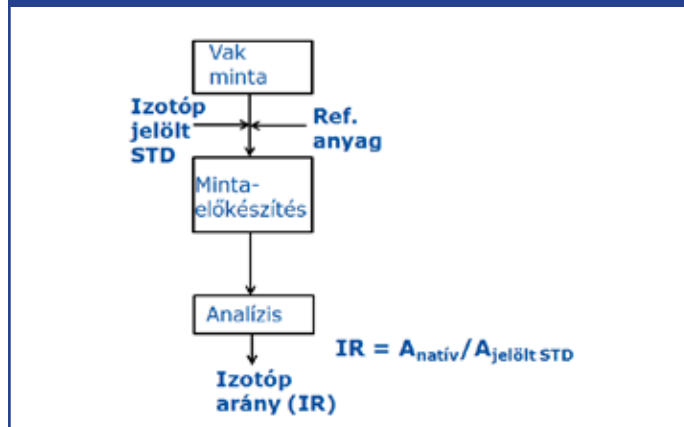 Vak
minta
Izotóp
jelölt
STD
Ref.
anyag
Minta-
előkészítés
Analízis
IR = Anatív/Ajelölt STD
Izotóp
arány (IR)